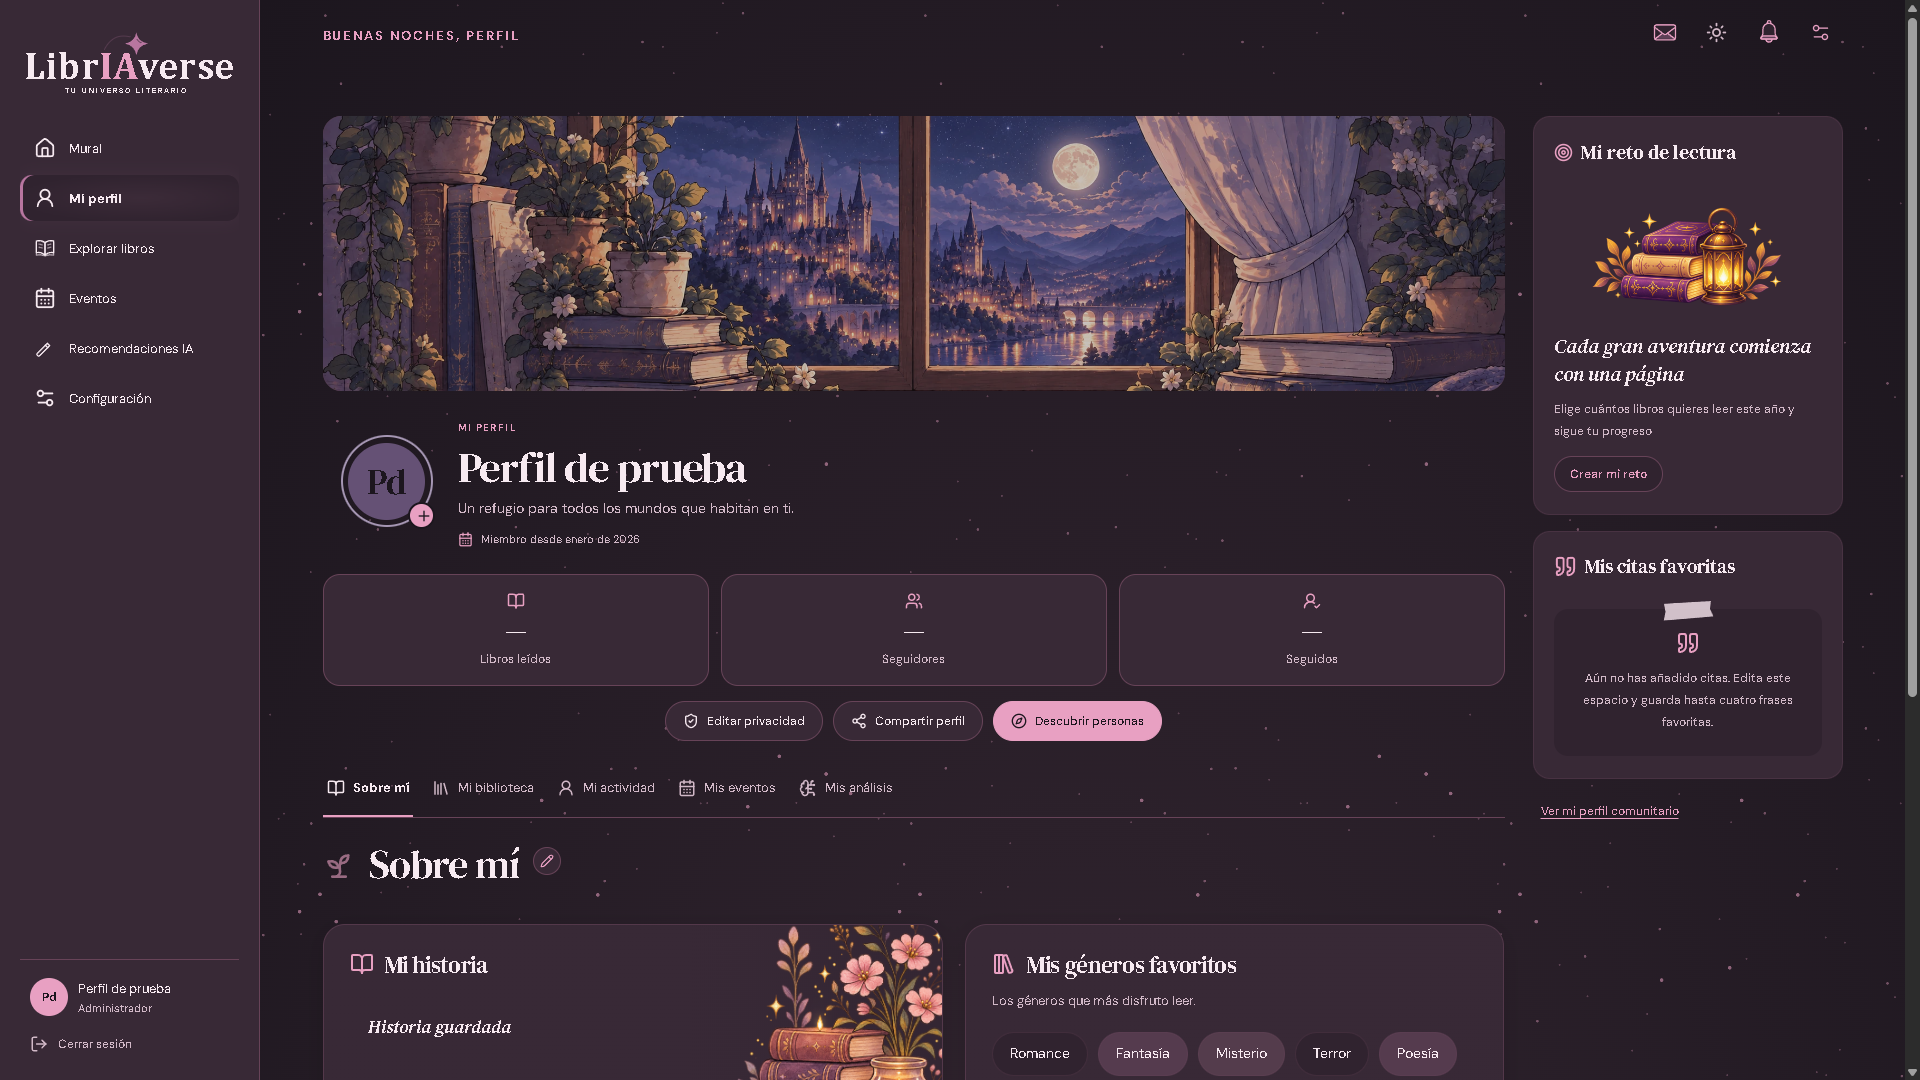 LibrIAverse
TU UNIVERSO LITERARIO
Mural
Mi perfil
Explorar libros
Eventos
Recomendaciones IA
Configuración
Pd
Perfil de prueba
Administrador
Cerrar sesión
BUENAS NOCHES, PERFIL
Pd
MI PERFIL
Perfil de prueba
Un refugio para todos los mundos que habitan en ti.
Miembro desde enero de 2026
—
Libros leídos
—
Seguidores
—
Seguidos
Editar privacidad
Compartir perfil
Descubrir personas
Sobre mí
Mi biblioteca
Mi actividad
Mis eventos
Mis análisis
Sobre mí
Mi historia
Historia guardada
Mis géneros favoritos
Los géneros que más disfruto leer.
Romance
Fantasía
Misterio
Terror
Poesía
Mi reto de lectura
Cada gran aventura comienza
con una página
Elige cuántos libros quieres leer este año y
sigue tu progreso
Crear mi reto
Mis citas favoritas
Aún no has añadido citas. Edita este
espacio y guarda hasta cuatro frases
favoritas.
Ver mi perfil comunitario